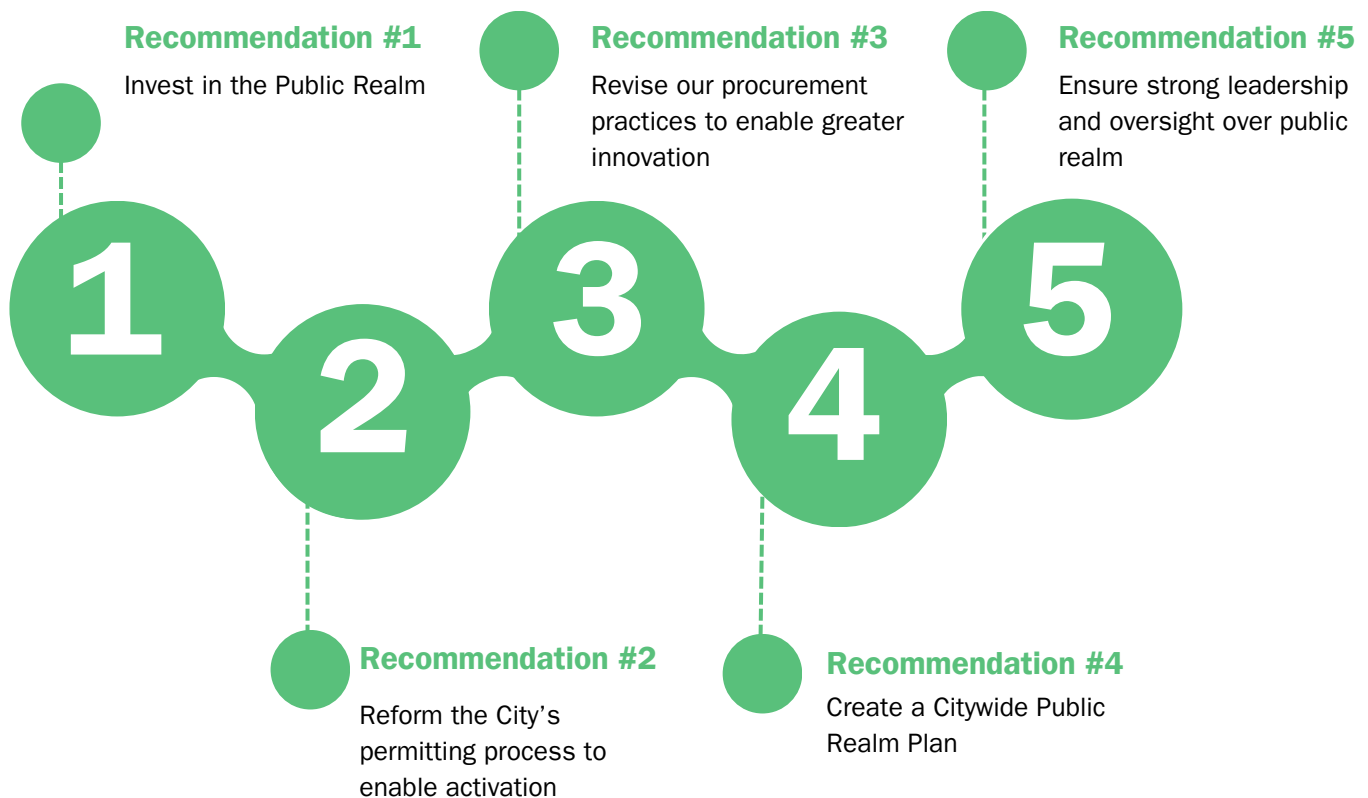 Recommendation #1
Invest in the Public Realm
Recommendation #3
Revise our procurement
practices to enable greater
innovation
Recommendation #5
Ensure strong leadership
and oversight over public
realm
1
2
3
4
5
Recommendation #2
Reform the City’s
permitting process to
enable activation
Recommendation #4
Create a Citywide Public
Realm Plan